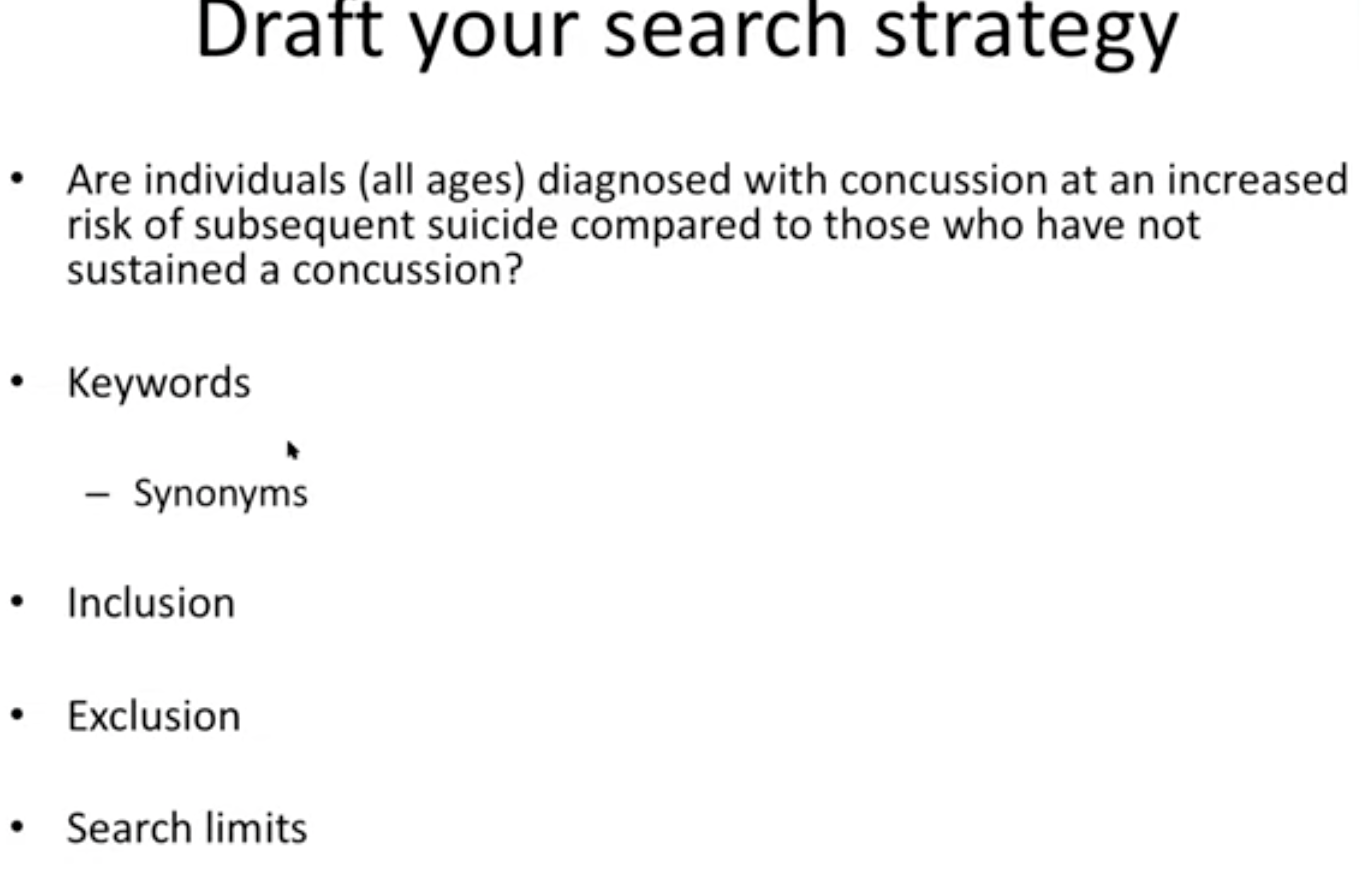 Draft your search strategy
• Are individuals (all ages) diagnosed with concussion at an increased
risk of subsequent suicide compared to those who have not
sustained a concussion?
• Keywords
– Synonyms
• Inclusion
• Exclusion
• Search limits